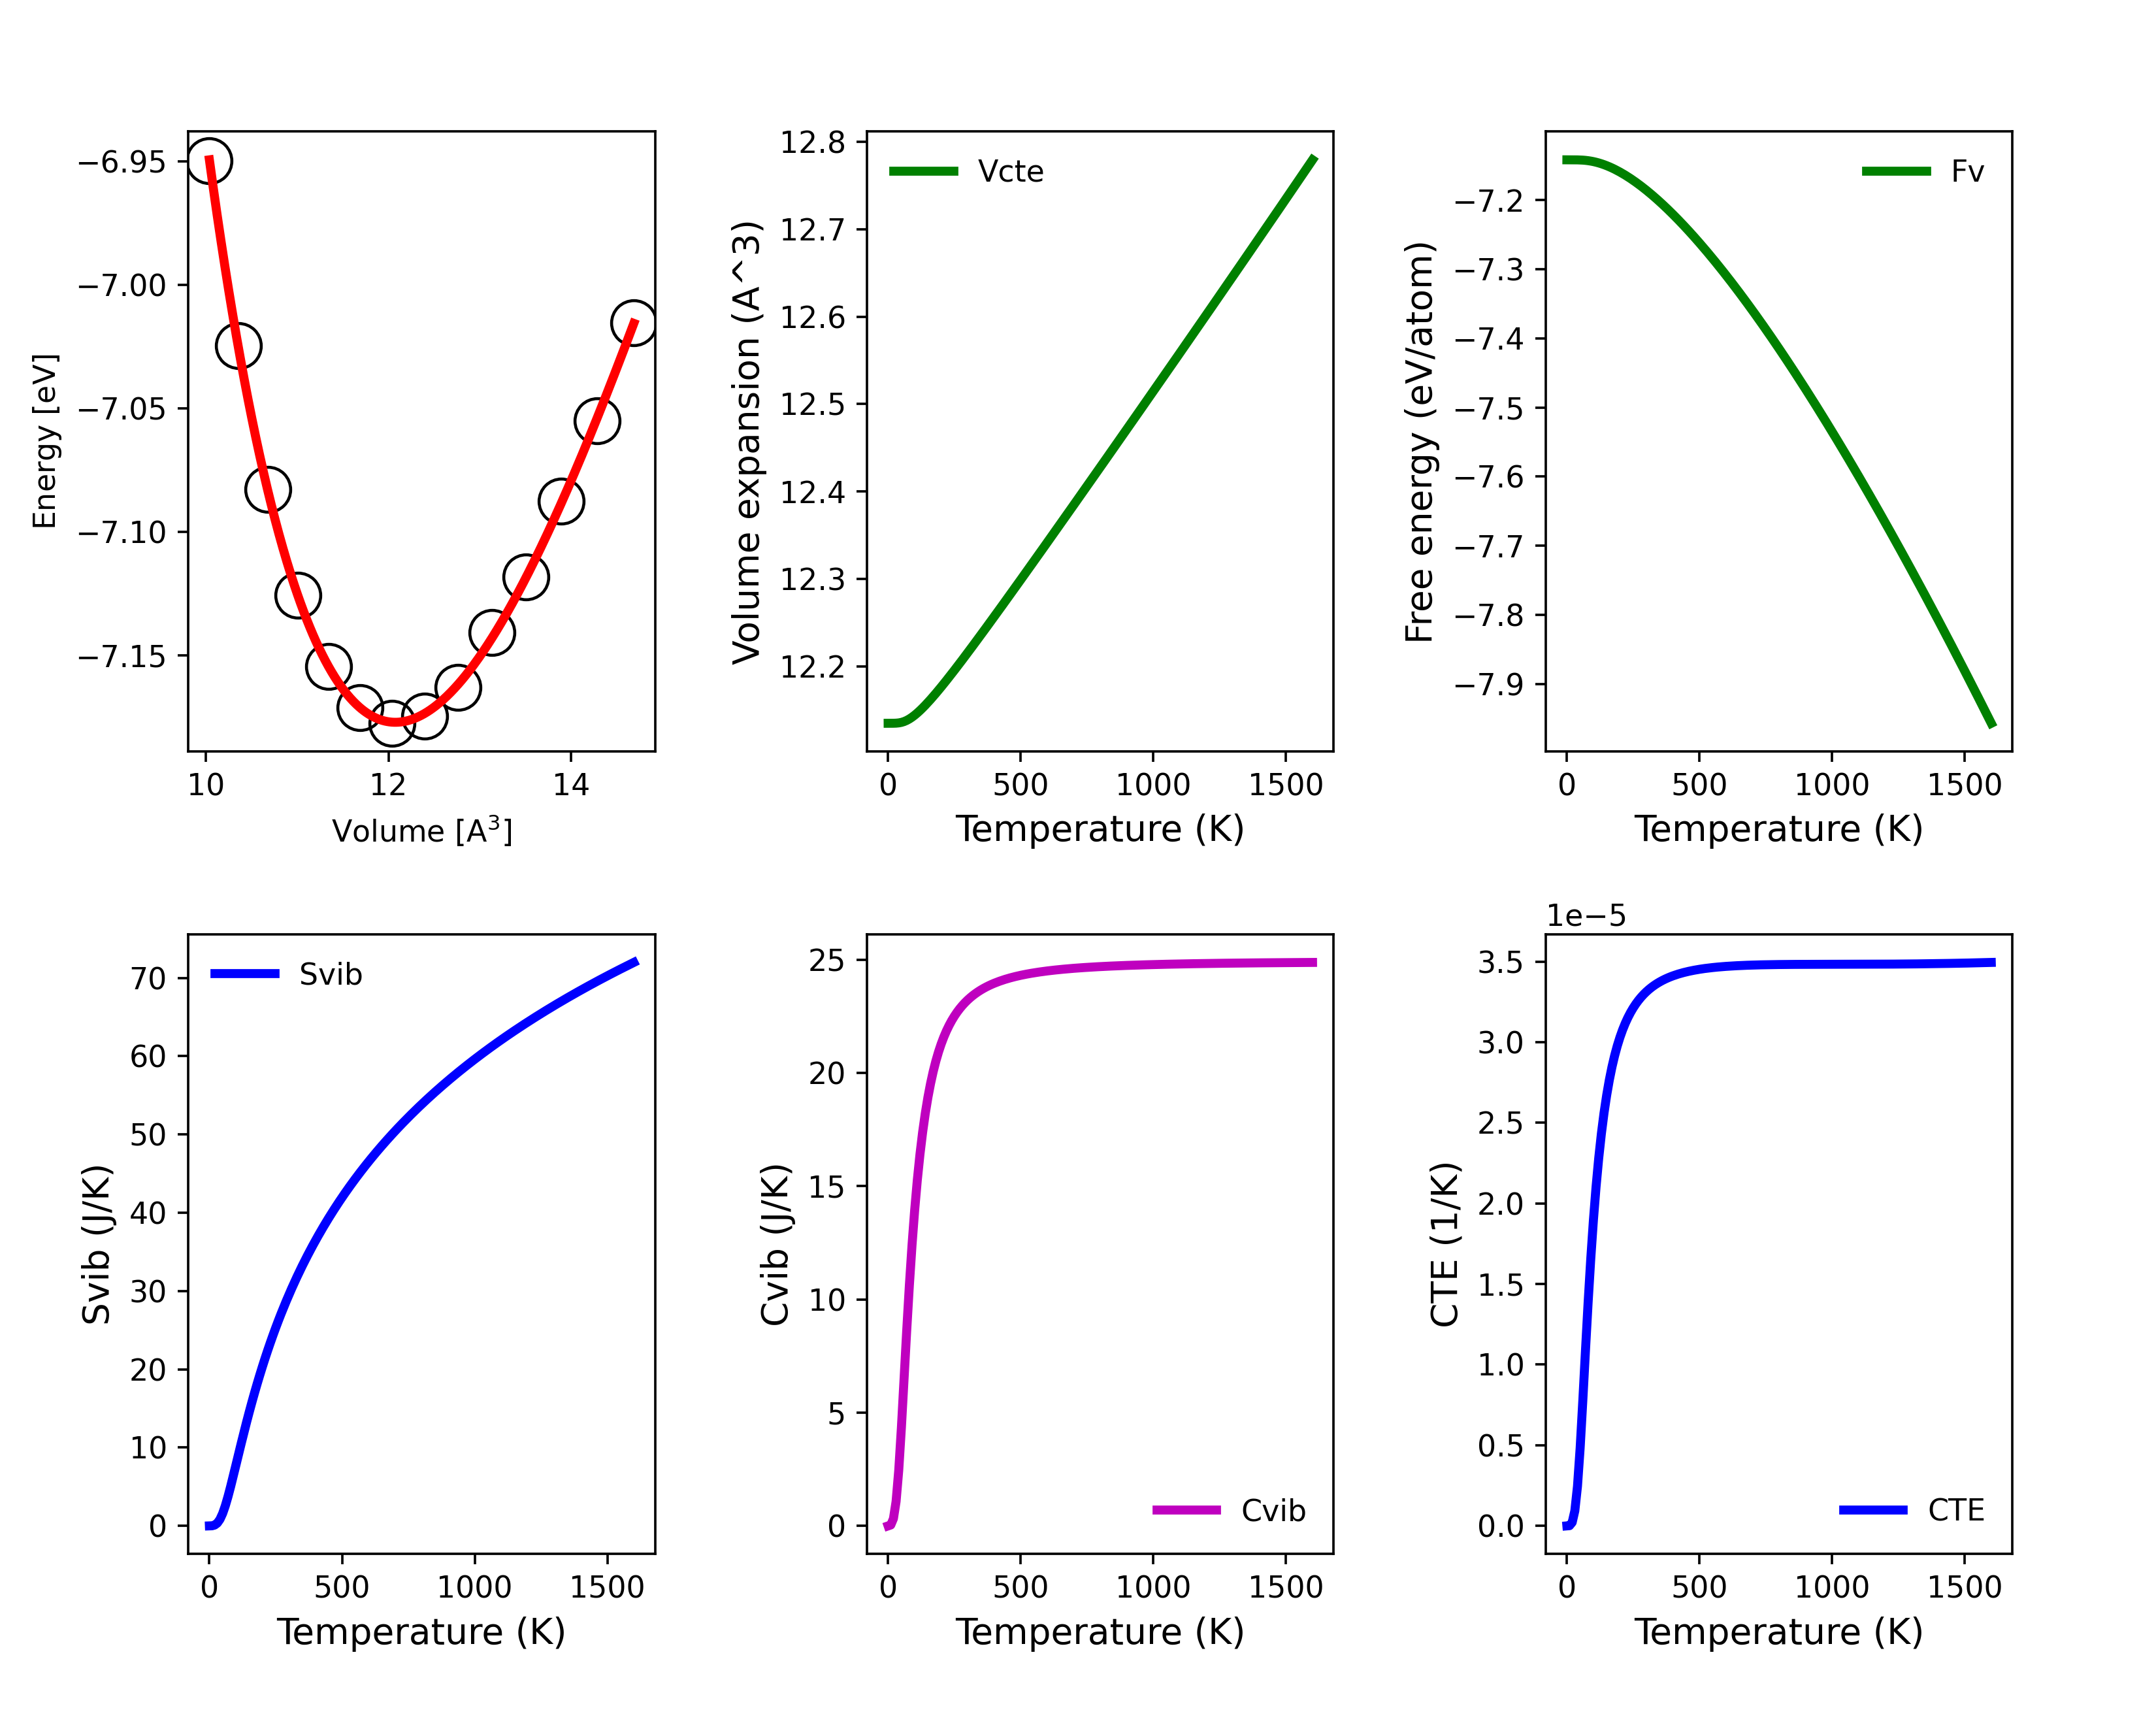 −6.95
−7.00
−7.05
−7.10
−7.15
Energy [eV]
10 12 14
Volume [A³]
12.8
12.7
12.6
12.5
12.4
12.3
12.2
Volume expansion (A^3)
Vcte
0 500 1000 1500
Temperature (K)
−7.2
−7.3
−7.4
−7.5
−7.6
−7.7
−7.8
−7.9
Free energy (eV/atom)
Fv
0 500 1000 1500
Temperature (K)
70
60
50
40
30
20
10
0
Svib (J/K)
Svib
0 500 1000 1500
Temperature (K)
25
20
15
10
5
0
Cvib (J/K)
Cvib
0 500 1000 1500
Temperature (K)
1e−5
3.5
3.0
2.5
2.0
1.5
1.0
0.5
0.0
CTE (1/K)
CTE
0 500 1000 1500
Temperature (K)